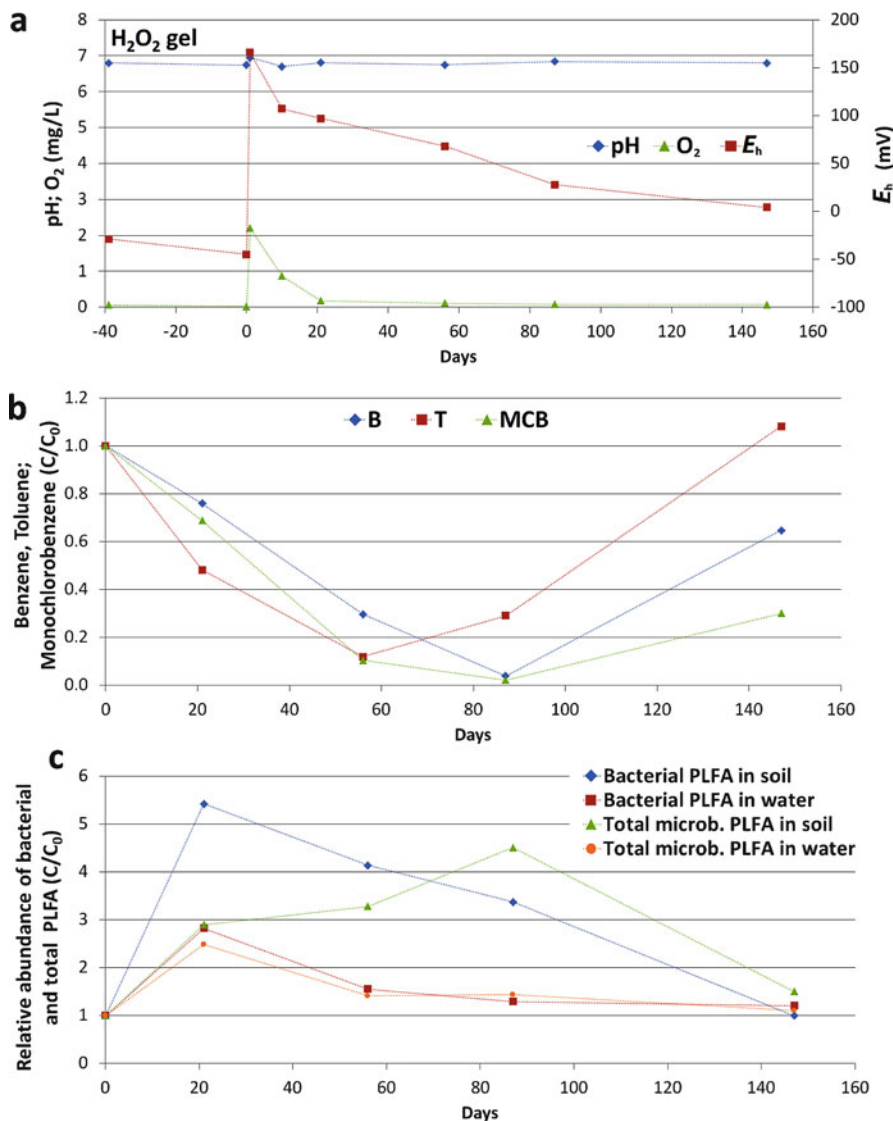 a
H₂O₂ gel
pH; O₂ (mg/L)
8
7
6
5
4
3
2
1
0
200
150
100
50
0
-50
-100
Eₕ (mV)
pH O₂ Eₕ
-40 -20 0 20 40 60 80 100 120 140 160
Days
b
Benzene, Toluene;
Monochlorobenzene (C/C₀)
1.2
1.0
0.8
0.6
0.4
0.2
0.0
B T MCB
0 20 40 60 80 100 120 140 160
Days
c
Relative abundance of bacterial
and total PLFA (C/C₀)
6
5
4
3
2
1
0
Bacterial PLFA in soil
Bacterial PLFA in water
Total microb. PLFA in soil
Total microb. PLFA in water
0 20 40 60 80 100 120 140 160
Days